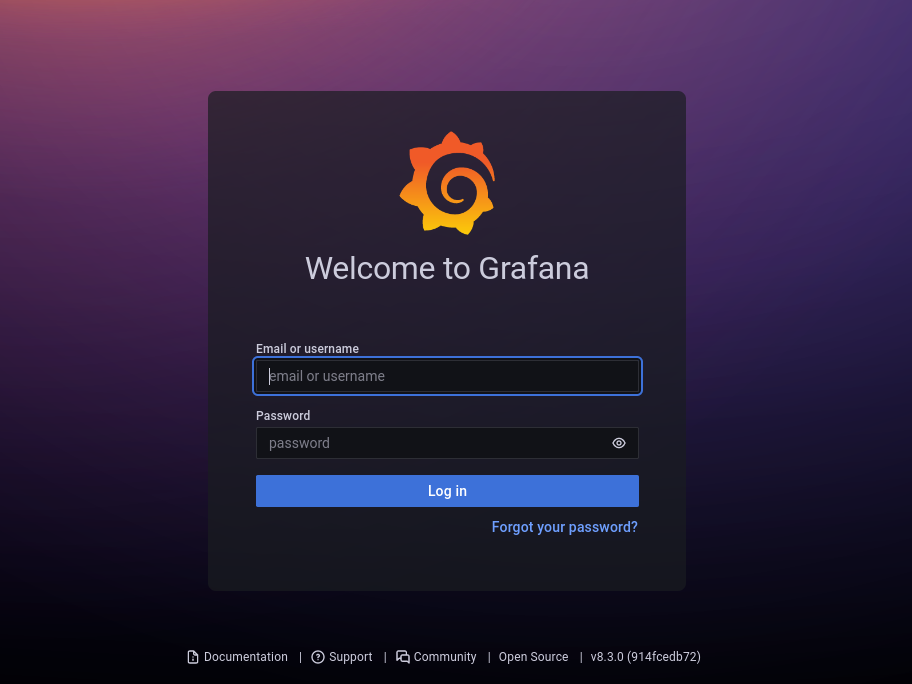 Welcome to Grafana
Email or username
email or username
Password
password
Log in
Forgot your password?
Documentation | Support | Community | Open Source | v8.3.0 (914fcedb72)